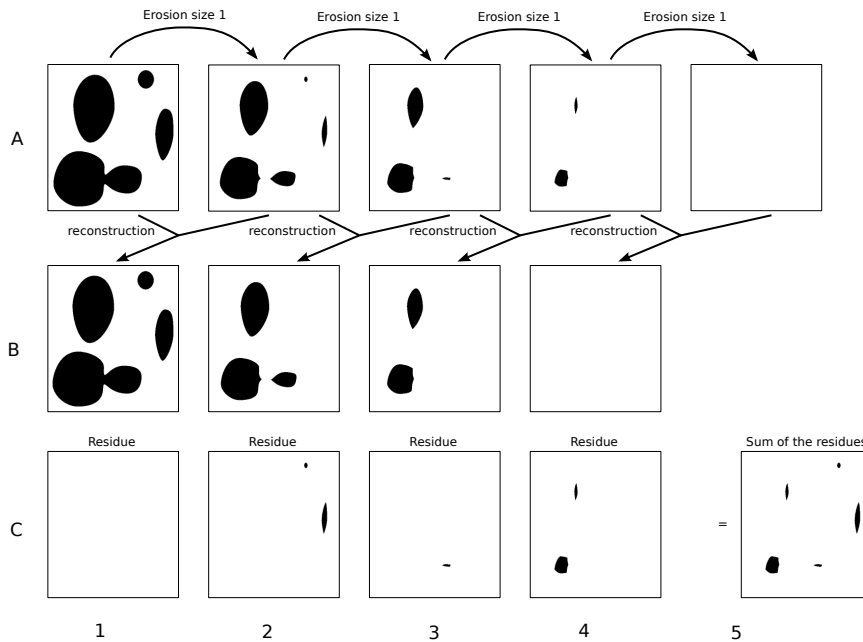 Erosion size 1 Erosion size 1 Erosion size 1 Erosion size 1
A
reconstruction reconstruction reconstruction reconstruction
B
Residue Residue Residue Residue Sum of the residues
C =
1 2 3 4 5